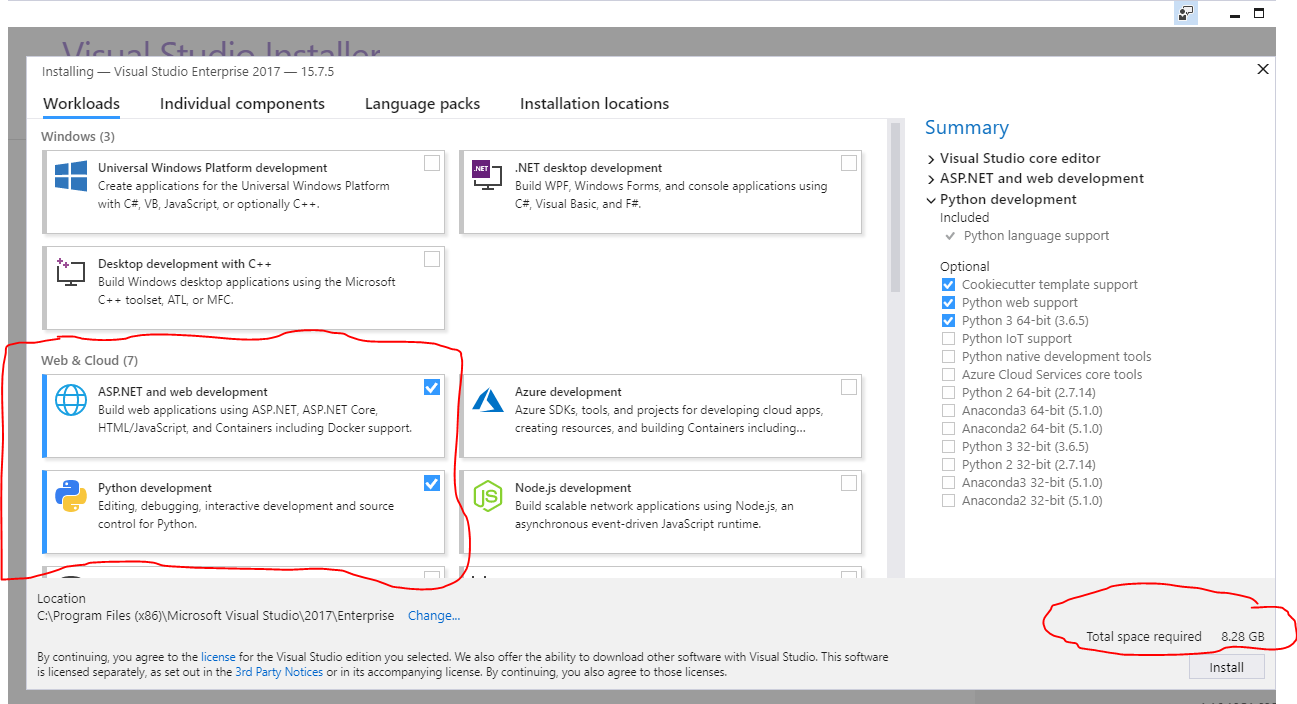 Visual Studio Installer
Installing — Visual Studio Enterprise 2017 — 15.7.5
Workloads Individual components Language packs Installation locations
Windows (3)
Universal Windows Platform development
Create applications for the Universal Windows Platform
with C#, VB, JavaScript, or optionally C++.
.NET
.NET desktop development
Build WPF, Windows Forms, and console applications using
C#, Visual Basic, and F#.
Desktop development with C++
Build Windows desktop applications using the Microsoft
C++ toolset, ATL, or MFC.
Web & Cloud (7)
ASP.NET and web development
Build web applications using ASP.NET, ASP.NET Core,
HTML/JavaScript, and Containers including Docker support.
Azure development
Azure SDKs, tools, and projects for developing cloud apps,
creating resources, and building Containers including...
Python development
Editing, debugging, interactive development and source
control for Python.
JS
Node.js development
Build scalable network applications using Node.js, an
asynchronous event-driven JavaScript runtime.
Summary
Visual Studio core editor
ASP.NET and web development
Python development
Included
Python language support
Optional
Cookiecutter template support
Python web support
Python 3 64-bit (3.6.5)
Python IoT support
Python native development tools
Azure Cloud Services core tools
Python 2 64-bit (2.7.14)
Anaconda3 64-bit (5.1.0)
Anaconda2 64-bit (5.1.0)
Python 3 32-bit (3.6.5)
Python 2 32-bit (2.7.14)
Anaconda3 32-bit (5.1.0)
Anaconda2 32-bit (5.1.0)
Location
C:\Program Files (x86)\Microsoft Visual Studio\2017\Enterprise Change...
Total space required 8.28 GB
By continuing, you agree to the license for the Visual Studio edition you selected. We also offer the ability to download other software with Visual Studio. This software
is licensed separately, as set out in the 3rd Party Notices or in its accompanying license. By continuing, you also agree to those licenses.
Install